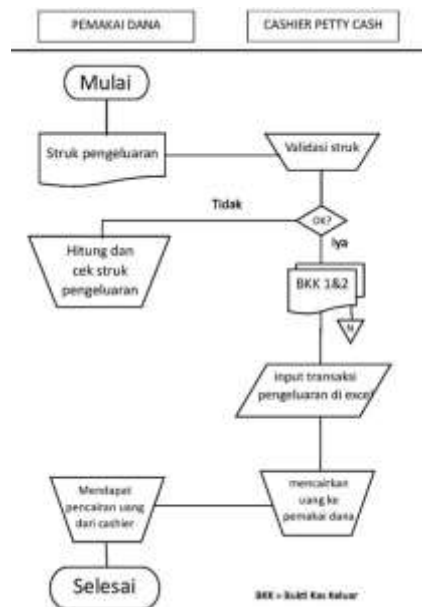 PEMAKAI DANA
CASHIER PETTY CASH
Mulai
Struk pengeluaran
Validasi struk
Tidak
OK?
Iya
Hitung dan
cek struk
pengeluaran
BKK 1&2
N
input transaksi
pengeluaran di excel
Mendapat
pencairan uang
dari cashier
mencairkan
uang ke
pemakai dana
Selesai
BKK = Bukti Kas Keluar